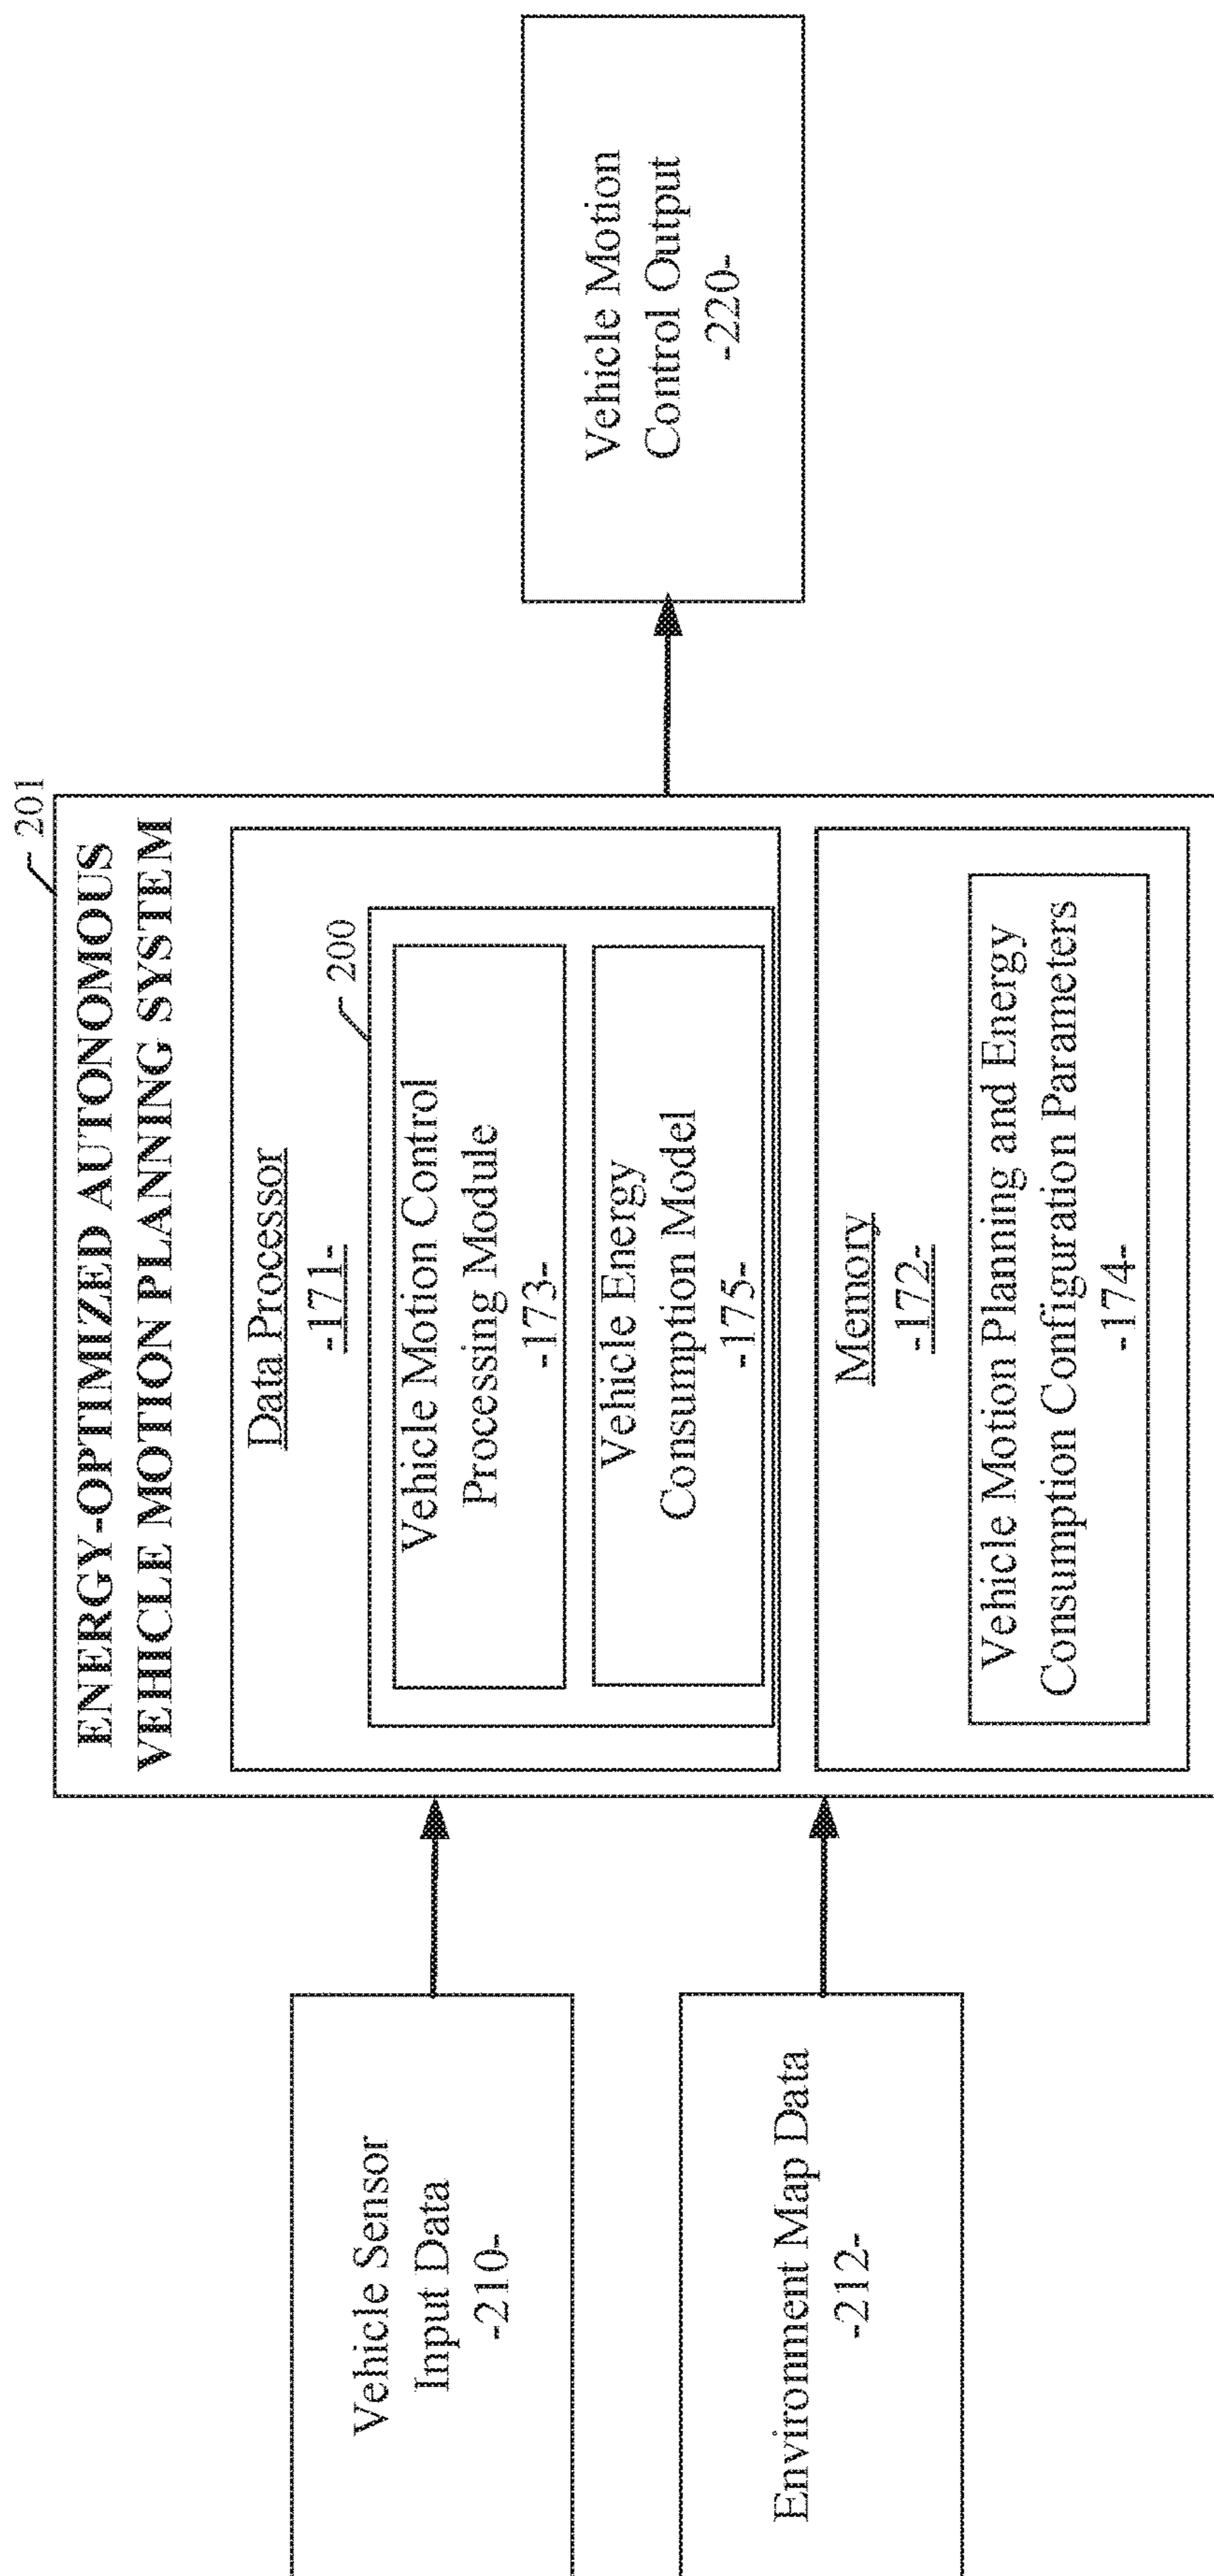 Vehicle Sensor
Input Data
-210-
Environment Map Data
-212-
201
ENERGY-OPTIMIZED AUTONOMOUS
VEHICLE MOTION PLANNING SYSTEM
Data Processor
-171-
200
Vehicle Motion Control
Processing Module
-173-
Vehicle Energy
Consumption Model
-175-
Memory
-172-
Vehicle Motion Planning and Energy
Consumption Configuration Parameters
-174-
Vehicle Motion
Control Output
-220-